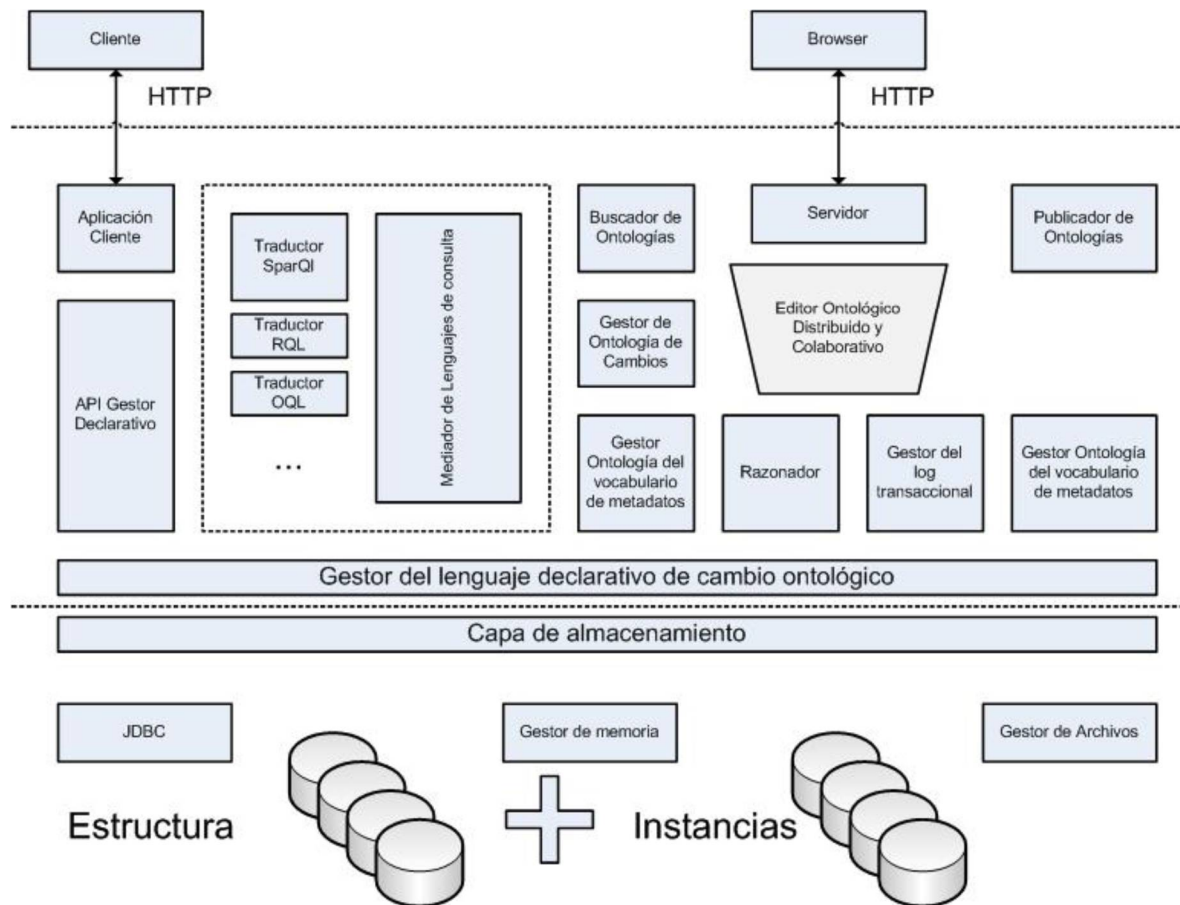 Cliente
Browser
HTTP
HTTP
Aplicación
Cliente
Traductor
SparQl
Traductor
RQL
Traductor
OQL
...
Mediador de Lenguajes de consulta
Buscador de
Ontologías
Servidor
Publicador de
Ontologías
Editor Ontológico
Distribuido y
Colaborativo
Gestor de
Ontología de
Cambios
API Gestor
Declarativo
Gestor
Ontología del
vocabulario
de metadatos
Razonador
Gestor del
log
transaccional
Gestor Ontología
del vocabulario
de metadatos
Gestor del lenguaje declarativo de cambio ontológico
Capa de almacenamiento
JDBC
Gestor de memoria
Gestor de Archivos
Estructura
Instancias